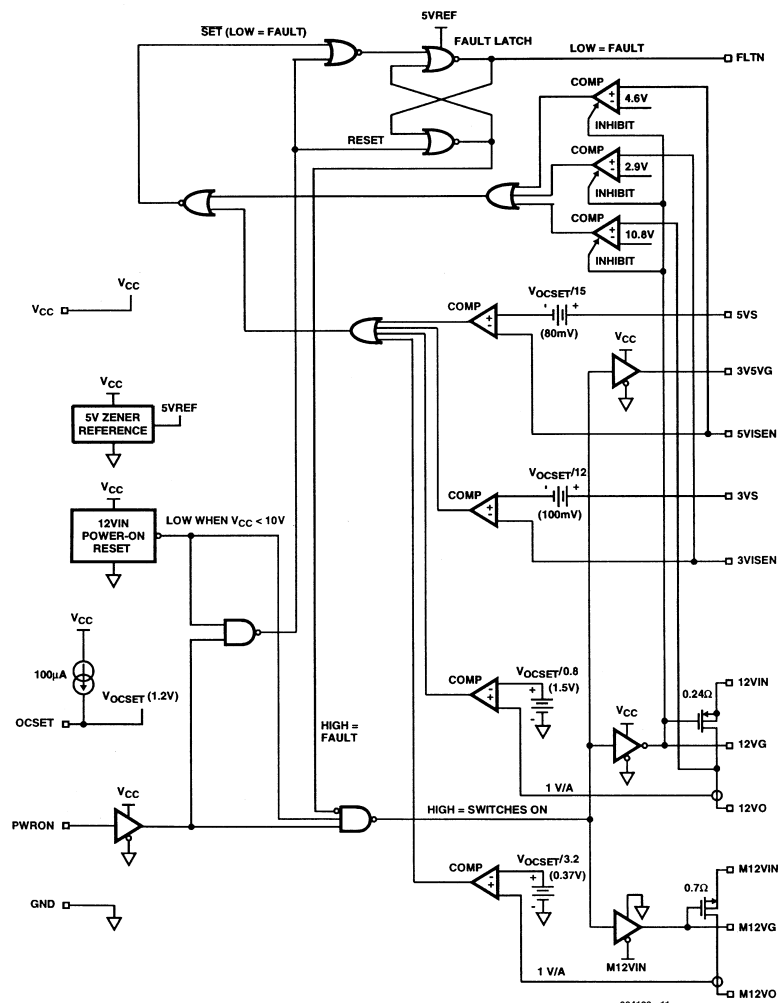 5VREF
SET (LOW = FAULT)
FAULT LATCH
LOW = FAULT
FLTN
COMP
+
-
4.6V
INHIBIT
RESET
COMP
+
-
2.9V
INHIBIT
COMP
+
-
10.8V
INHIBIT
VCC
VCC
VOCSET/15
- +
(80mV)
COMP
+
-
5VS
VCC
3V5VG
VCC
5V ZENER
REFERENCE
5VREF
5VISEN
VOCSET/12
- +
(100mV)
COMP
+
-
3VS
VCC
12VIN
POWER-ON
RESET
LOW WHEN VCC < 10V
3VISEN
VCC
100µA
VOCSET (1.2V)
OCSET
HIGH =
FAULT
COMP
-
+
VOCSET/0.8
+
-
(1.5V)
12VIN
0.24Ω
VCC
12VG
1 V/A
12VO
VCC
PWRON
HIGH = SWITCHES ON
COMP
-
+
VOCSET/3.2
+
-
(0.37V)
M12VIN
0.7Ω
GND
M12VG
M12VIN
1 V/A
M12VO